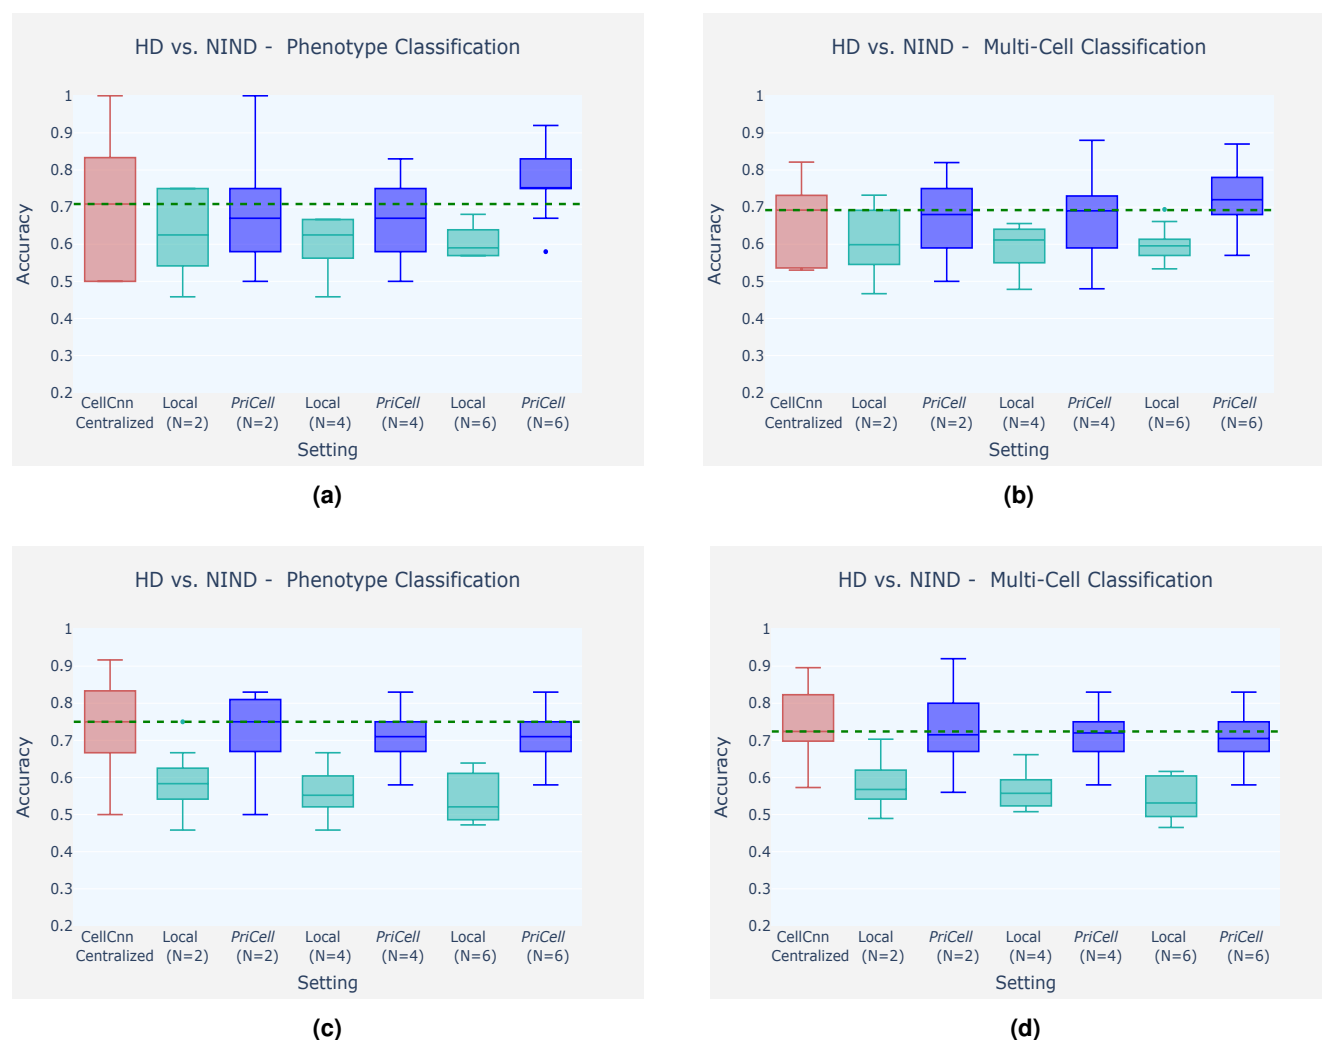 HD vs. NIND -  Phenotype Classification
1
0.9
0.8
0.7
0.6
0.5
0.4
0.3
0.2
Accuracy
CellCnn Local PriCell Local PriCell Local PriCell
Centralized (N=2) (N=2) (N=4) (N=4) (N=6) (N=6)
Setting
(a)
HD vs. NIND -  Multi-Cell Classification
1
0.9
0.8
0.7
0.6
0.5
0.4
0.3
0.2
Accuracy
CellCnn Local PriCell Local PriCell Local PriCell
Centralized (N=2) (N=2) (N=4) (N=4) (N=6) (N=6)
Setting
(b)
HD vs. NIND -  Phenotype Classification
1
0.9
0.8
0.7
0.6
0.5
0.4
0.3
0.2
Accuracy
CellCnn Local PriCell Local PriCell Local PriCell
Centralized (N=2) (N=2) (N=4) (N=4) (N=6) (N=6)
Setting
(c)
HD vs. NIND -  Multi-Cell Classification
1
0.9
0.8
0.7
0.6
0.5
0.4
0.3
0.2
Accuracy
CellCnn Local PriCell Local PriCell Local PriCell
Centralized (N=2) (N=2) (N=4) (N=4) (N=6) (N=6)
Setting
(d)